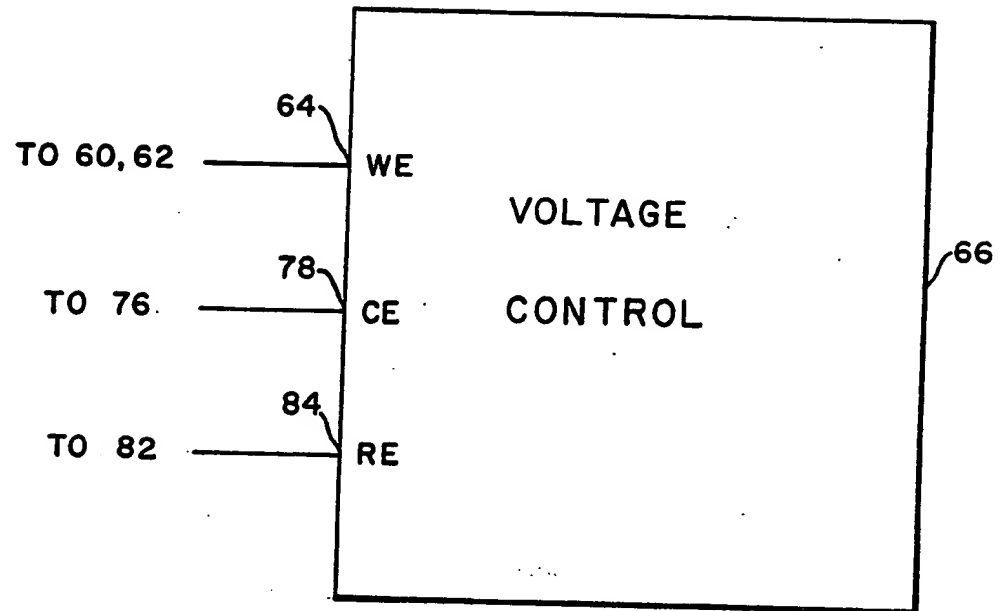 64
TO 60,62 WE
VOLTAGE
66
78
TO 76 CE CONTROL
84
TO 82 RE